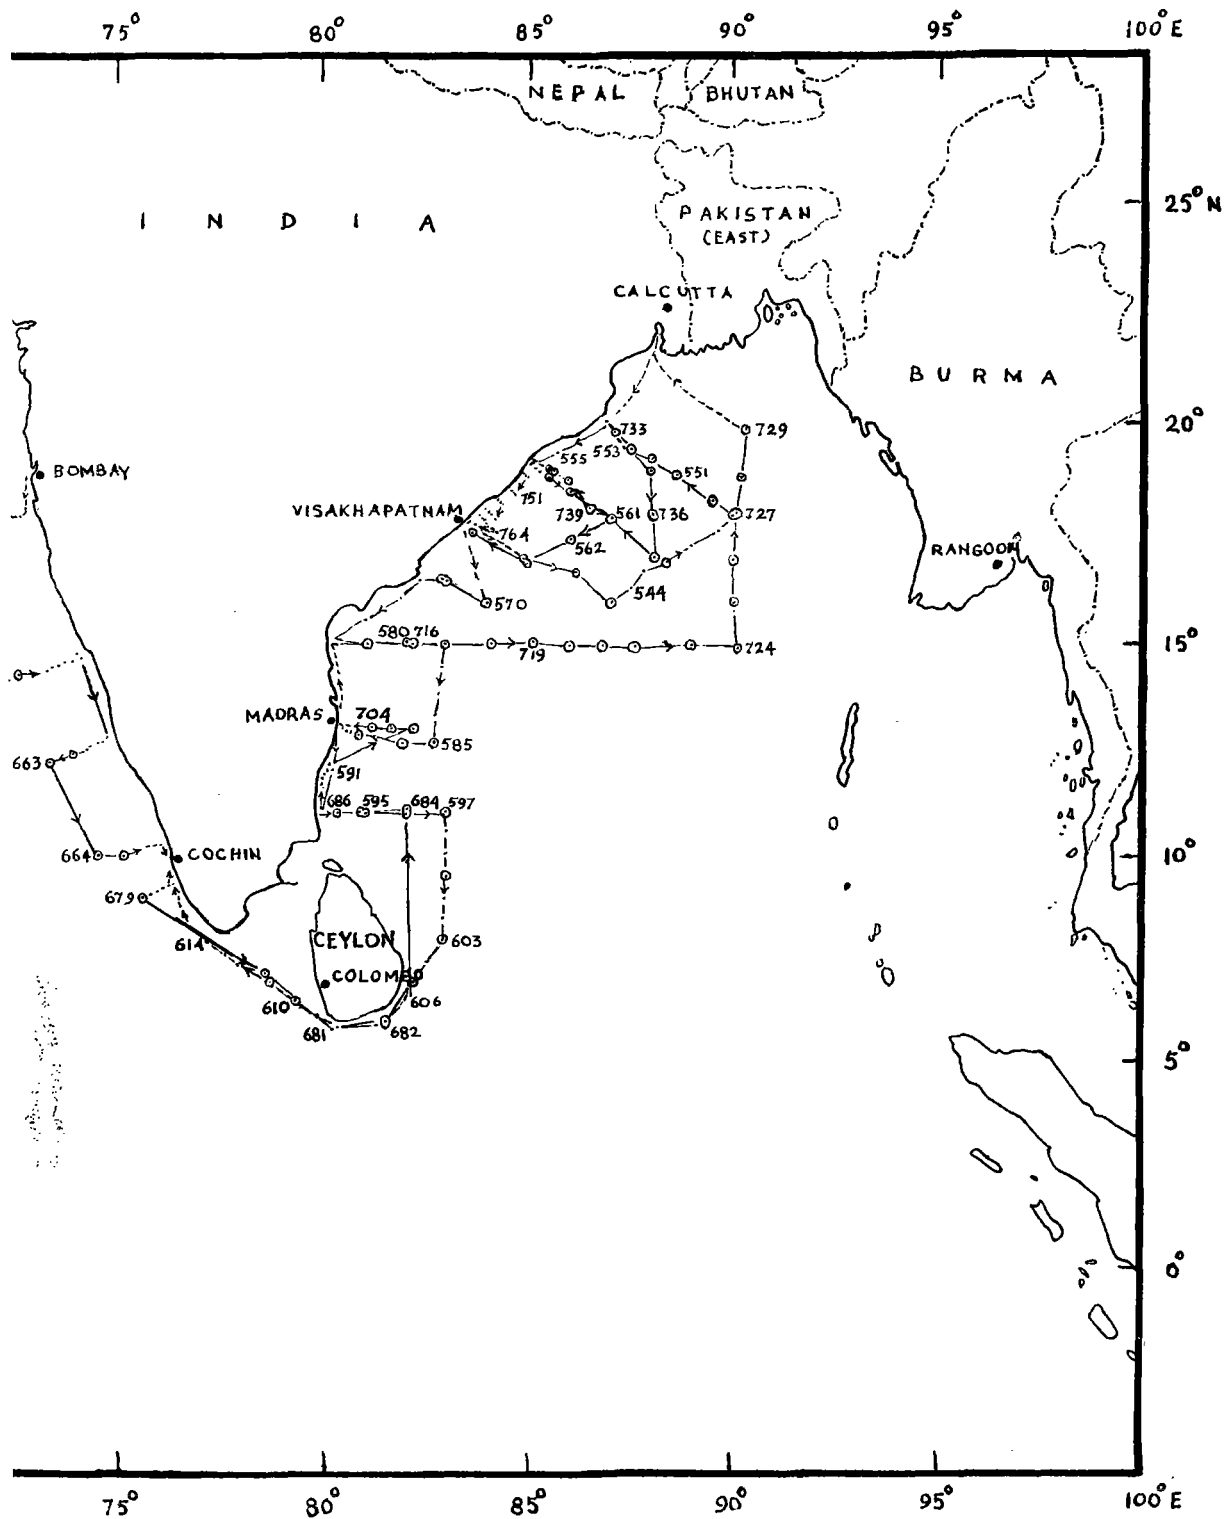 75° 80° 85° 90° 95° 100°E
NEPAL BHUTAN
25°N
INDIA
PAKISTAN
(EAST)
CALCUTTA
BURMA
20°
733 729
553
BOMBAY
555 551
751
VISAKHAPATNAM 739 561 736 727
764
562
RANGOON
544
570
580 716
15°
719 724
MADRAS 704
585
663
591
686 595 684 597
664 COCHIN
10°
679
614 CEYLON 603
COLOMBO
610 606
681 682
5°
0°
75° 80° 85° 90° 95° 100°E